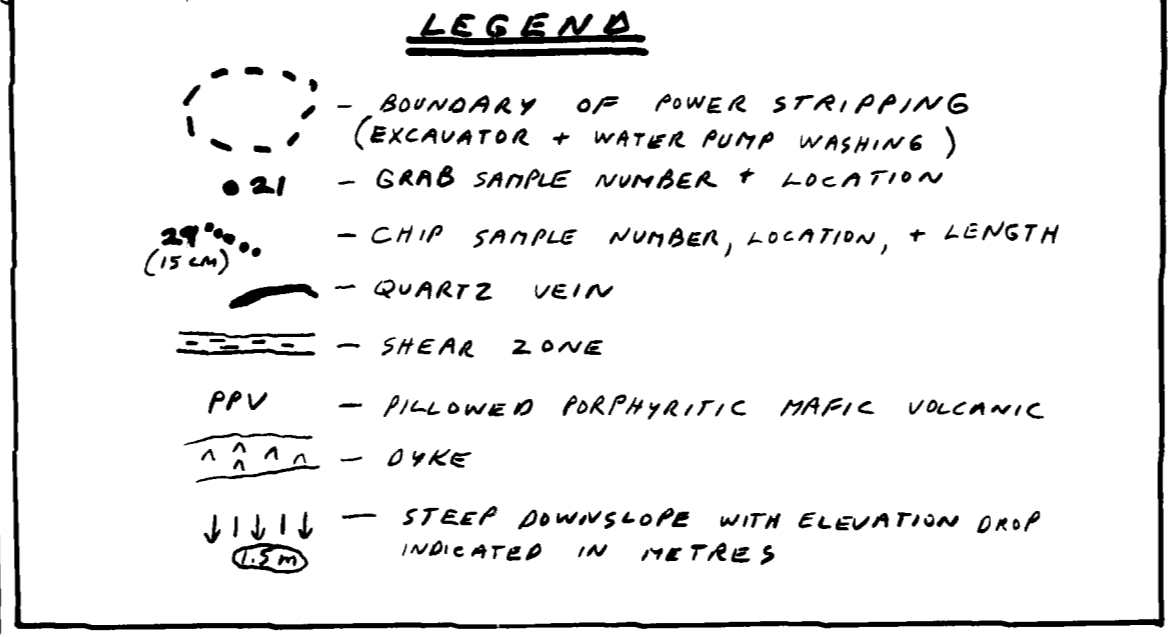 LEGEND
- BOUNDARY OF POWER STRIPPING
(EXCAVATOR + WATER PUMP WASHING)
21 - GRAB SAMPLE NUMBER + LOCATION
29 - CHIP SAMPLE NUMBER, LOCATION, + LENGTH
(15 CM)
- QUARTZ VEIN
- SHEAR ZONE
PPV - PILLOWED PORPHYRITIC MAFIC VOLCANIC
- DYKE
- STEEP DOWNSLOPE WITH ELEVATION DROP
1.5 m INDICATED IN METRES